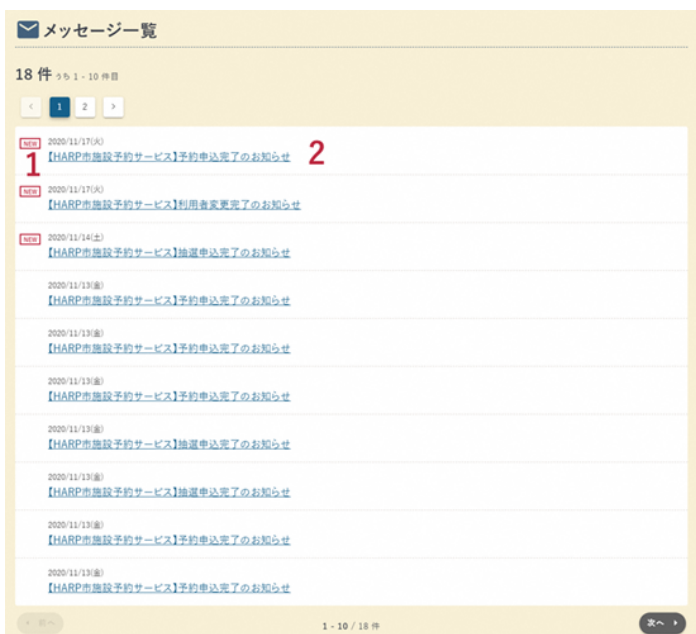 メッセージ一覧
18 件 うち 1 - 10 件目
< 1 2 >
NEW 2020/11/17(火)
1 【HARP市施設予約サービス】予約申込完了のお知らせ 2
NEW 2020/11/17(火)
【HARP市施設予約サービス】利用者変更完了のお知らせ
NEW 2020/11/14(土)
【HARP市施設予約サービス】抽選申込完了のお知らせ
2020/11/13(金)
【HARP市施設予約サービス】予約申込完了のお知らせ
2020/11/13(金)
【HARP市施設予約サービス】予約申込完了のお知らせ
2020/11/13(金)
【HARP市施設予約サービス】予約申込完了のお知らせ
2020/11/13(金)
【HARP市施設予約サービス】抽選申込完了のお知らせ
2020/11/13(金)
【HARP市施設予約サービス】抽選申込完了のお知らせ
2020/11/13(金)
【HARP市施設予約サービス】予約申込完了のお知らせ
2020/11/13(金)
【HARP市施設予約サービス】予約申込完了のお知らせ
前へ 1 - 10 / 18 件 次へ